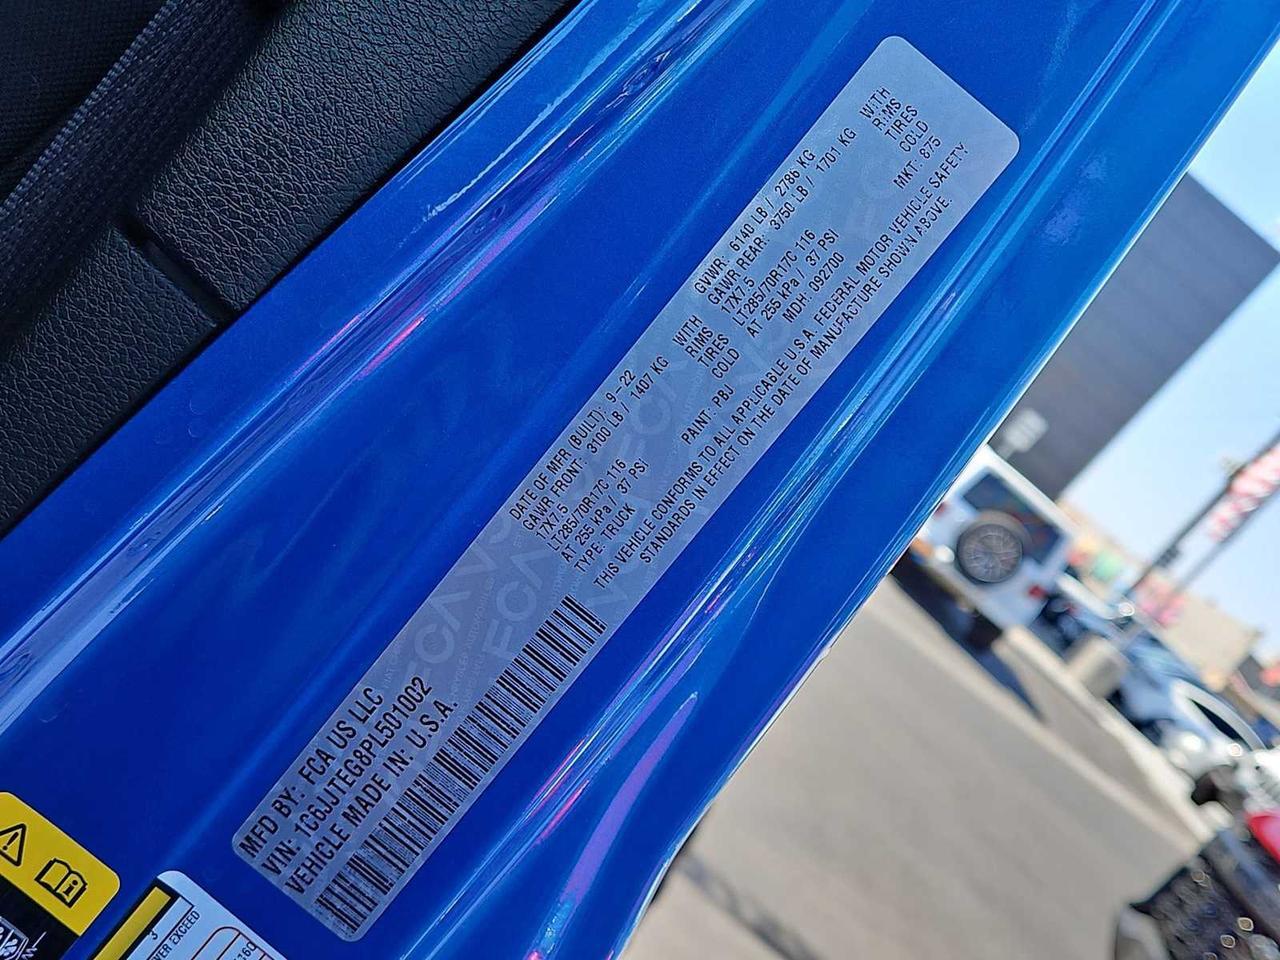 MFD BY: FCA US LLC
VIN: 1C6JJTEG8PL501002
VEHICLE MADE IN: U.S.A.
DATE OF MFR (BUILT): 9-22 GVWR: 6140 LB / 2786 KG
GAWR FRONT: 3100 LB / 1407 KG WITH GAWR REAR: 3750 LB / 1701 KG WITH
17X7.5 RIMS 17X7.5 RIMS
LT285/70R17C 116 TIRES LT285/70R17C 116 TIRES
AT 255 kPa / 37 PSI COLD AT 255 kPa / 37 PSI COLD
TYPE: TRUCK PAINT: PBJ MDH: 092700 MKT: 875
THIS VEHICLE CONFORMS TO ALL APPLICABLE U.S.A. FEDERAL MOTOR VEHICLE SAFETY
STANDARDS IN EFFECT ON THE DATE OF MANUFACTURE SHOWN ABOVE.
3
EXCEED